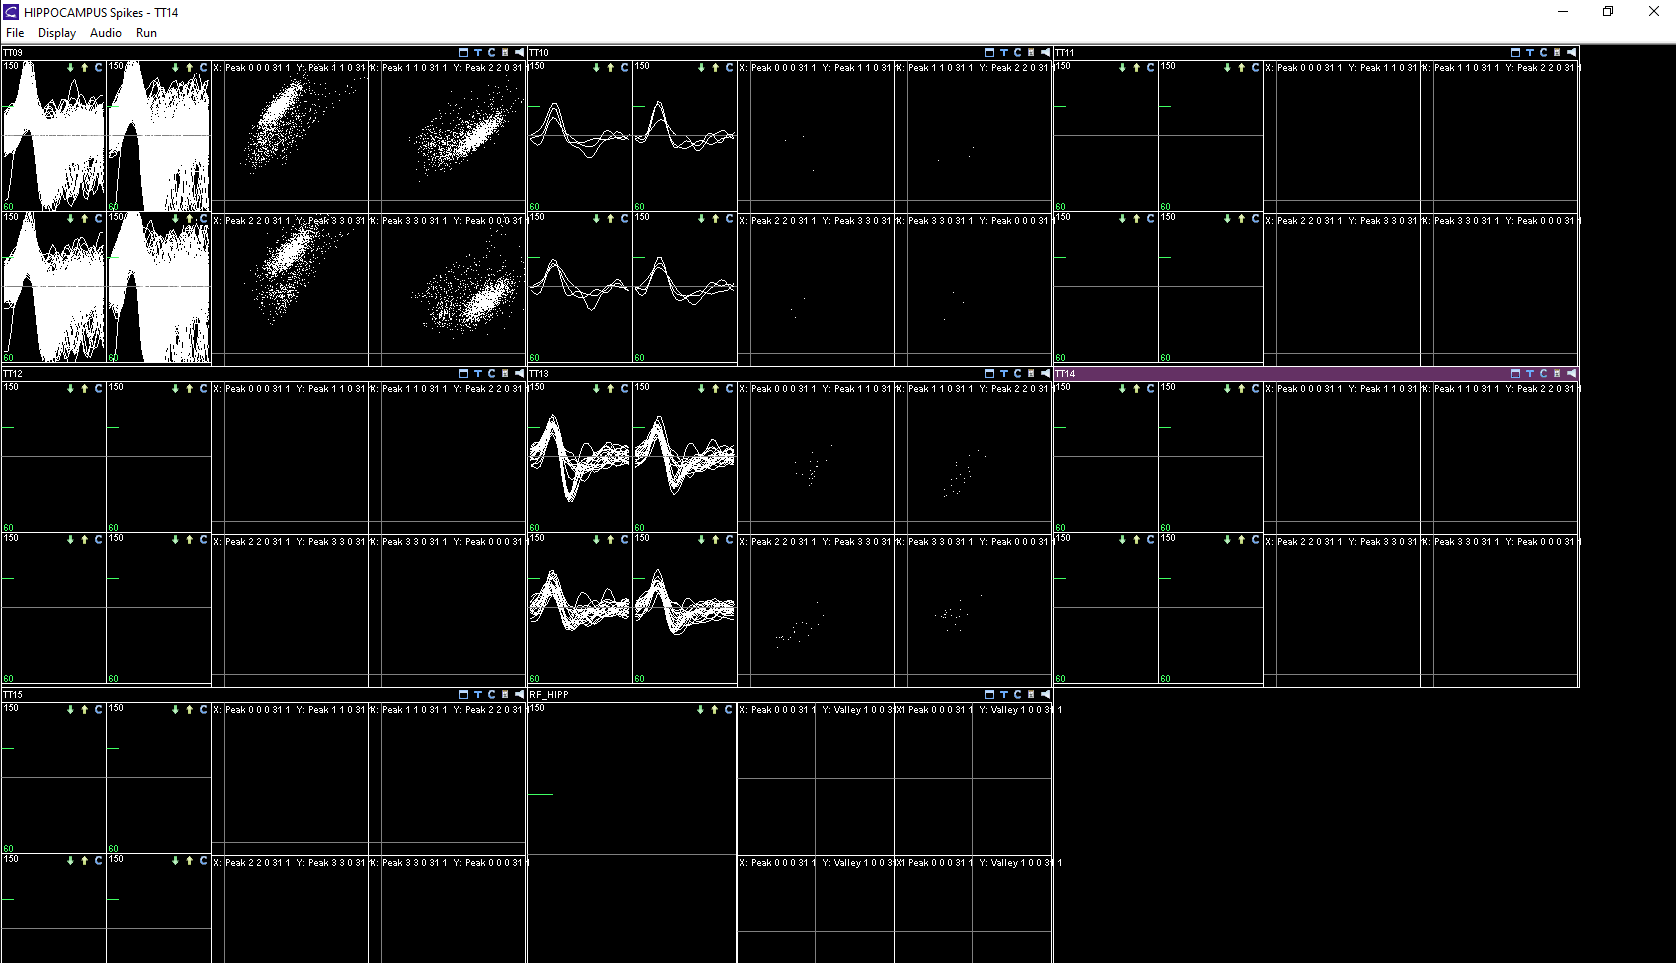 HIPPOCAMPUS Spikes - TT14
File Display Audio Run
TT09 T C TT10 T C TT11 T C
150 C 150 C X: Peak 0 0 0 31 1 Y: Peak 1 1 0 31 1 X: Peak 1 1 0 31 1 Y: Peak 2 2 0 31 150 C 150 C X: Peak 0 0 0 31 1 Y: Peak 1 1 0 31 1 X: Peak 1 1 0 31 1 Y: Peak 2 2 0 31 150 C 150 C X: Peak 0 0 0 31 1 Y: Peak 1 1 0 31 1 X: Peak 1 1 0 31 1 Y: Peak 2 2 0 31 1
60 60 60 60 60 60
150 C 150 C X: Peak 2 2 0 31 1 Y: Peak 3 3 0 31 1 X: Peak 3 3 0 31 1 Y: Peak 0 0 0 31 150 C 150 C X: Peak 2 2 0 31 1 Y: Peak 3 3 0 31 1 X: Peak 3 3 0 31 1 Y: Peak 0 0 0 31 150 C 150 C X: Peak 2 2 0 31 1 Y: Peak 3 3 0 31 1 X: Peak 3 3 0 31 1 Y: Peak 0 0 0 31 1
60 60 60 60 60 60
TT12 T C TT13 T C TT14 T C
150 C 150 C X: Peak 0 0 0 31 1 Y: Peak 1 1 0 31 1 X: Peak 1 1 0 31 1 Y: Peak 2 2 0 31 150 C 150 C X: Peak 0 0 0 31 1 Y: Peak 1 1 0 31 1 X: Peak 1 1 0 31 1 Y: Peak 2 2 0 31 150 C 150 C X: Peak 0 0 0 31 1 Y: Peak 1 1 0 31 1 X: Peak 1 1 0 31 1 Y: Peak 2 2 0 31 1
60 60 60 60 60 60
150 C 150 C X: Peak 2 2 0 31 1 Y: Peak 3 3 0 31 1 X: Peak 3 3 0 31 1 Y: Peak 0 0 0 31 150 C 150 C X: Peak 2 2 0 31 1 Y: Peak 3 3 0 31 1 X: Peak 3 3 0 31 1 Y: Peak 0 0 0 31 150 C 150 C X: Peak 2 2 0 31 1 Y: Peak 3 3 0 31 1 X: Peak 3 3 0 31 1 Y: Peak 0 0 0 31 1
60 60 60 60 60 60
TT15 T C RF_HIPP T C
150 C 150 C X: Peak 0 0 0 31 1 Y: Peak 1 1 0 31 1 X: Peak 1 1 0 31 1 Y: Peak 2 2 0 31 150 C X: Peak 0 0 0 31 1 Y: Valley 1 0 0 31 X: Peak 0 0 0 31 1 Y: Valley 1 0 0 31 1
60 60
150 C 150 C X: Peak 2 2 0 31 1 Y: Peak 3 3 0 31 1 X: Peak 3 3 0 31 1 Y: Peak 0 0 0 31 1 X: Peak 0 0 0 31 1 Y: Valley 1 0 0 31 X: Peak 0 0 0 31 1 Y: Valley 1 0 0 31 1